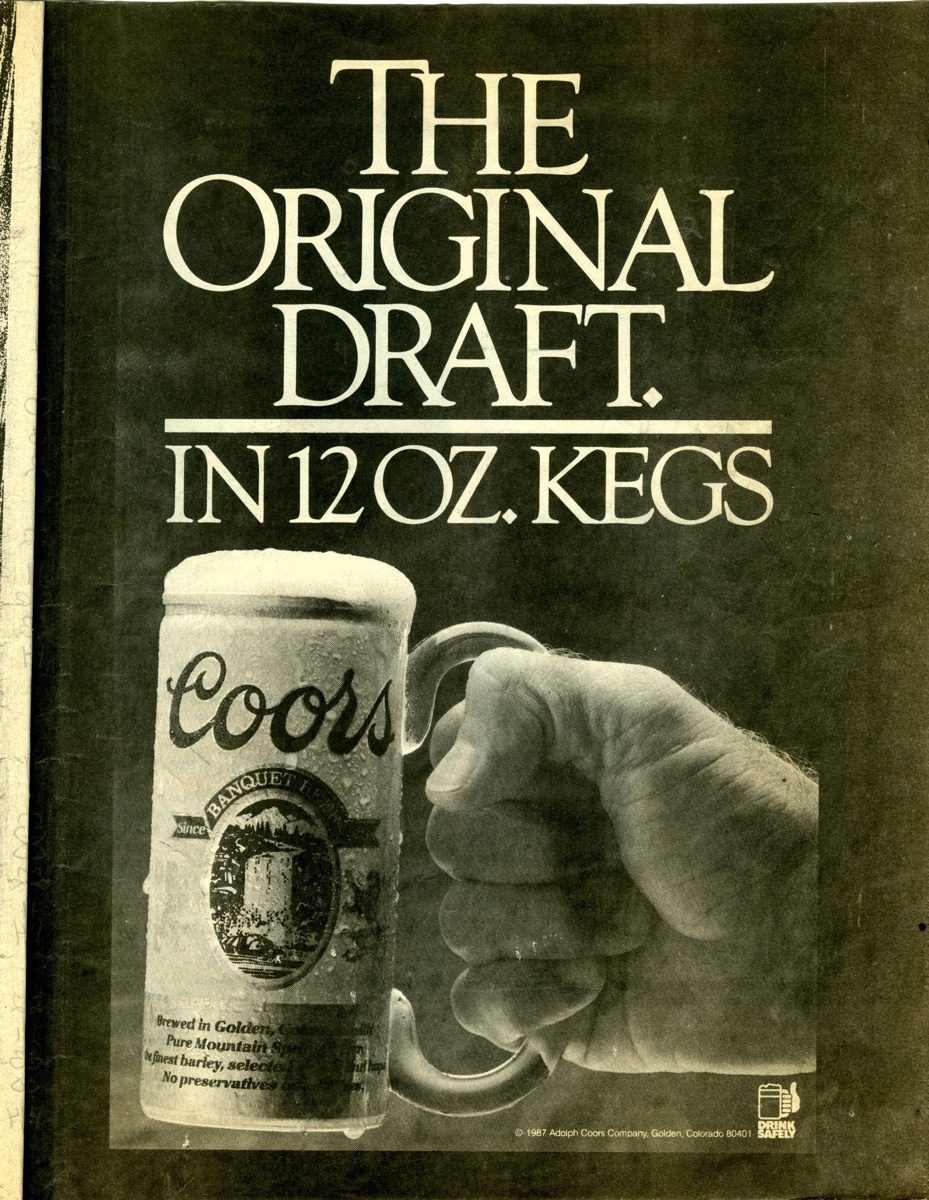 THE
ORIGINAL
DRAFT.
IN 12 OZ. KEGS
Coors
BANQUET
Since
Brewed in Golden,
Pure Mountain
finest barley, selected
No preservatives
© 1987 Adolph Coors Company, Golden, Colorado 80401
DRINK
SAFELY